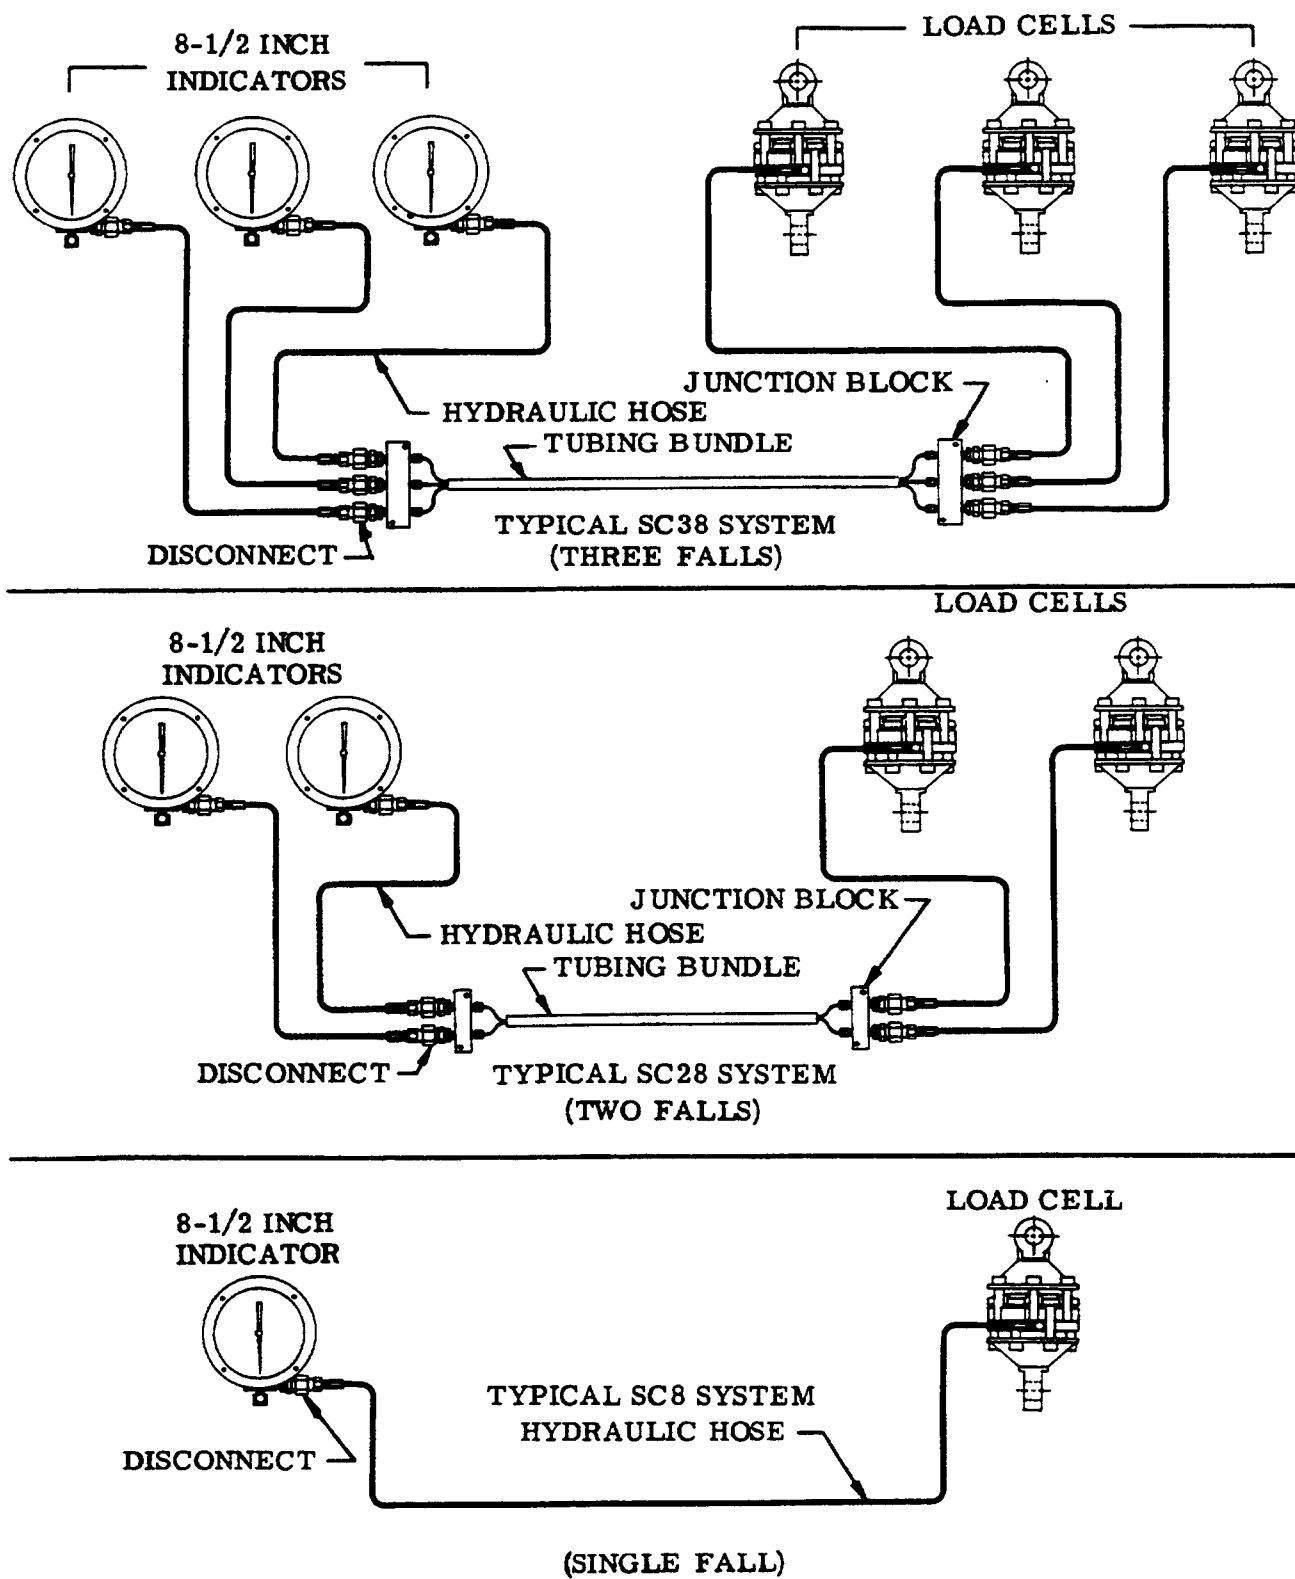 8-1/2 INCH
INDICATORS
LOAD CELLS
JUNCTION BLOCK
HYDRAULIC HOSE
TUBING BUNDLE
TYPICAL SC38 SYSTEM
(THREE FALLS)
DISCONNECT
LOAD CELLS
8-1/2 INCH
INDICATORS
JUNCTION BLOCK
HYDRAULIC HOSE
TUBING BUNDLE
DISCONNECT
TYPICAL SC28 SYSTEM
(TWO FALLS)
LOAD CELL
8-1/2 INCH
INDICATOR
TYPICAL SC8 SYSTEM
HYDRAULIC HOSE
DISCONNECT
(SINGLE FALL)